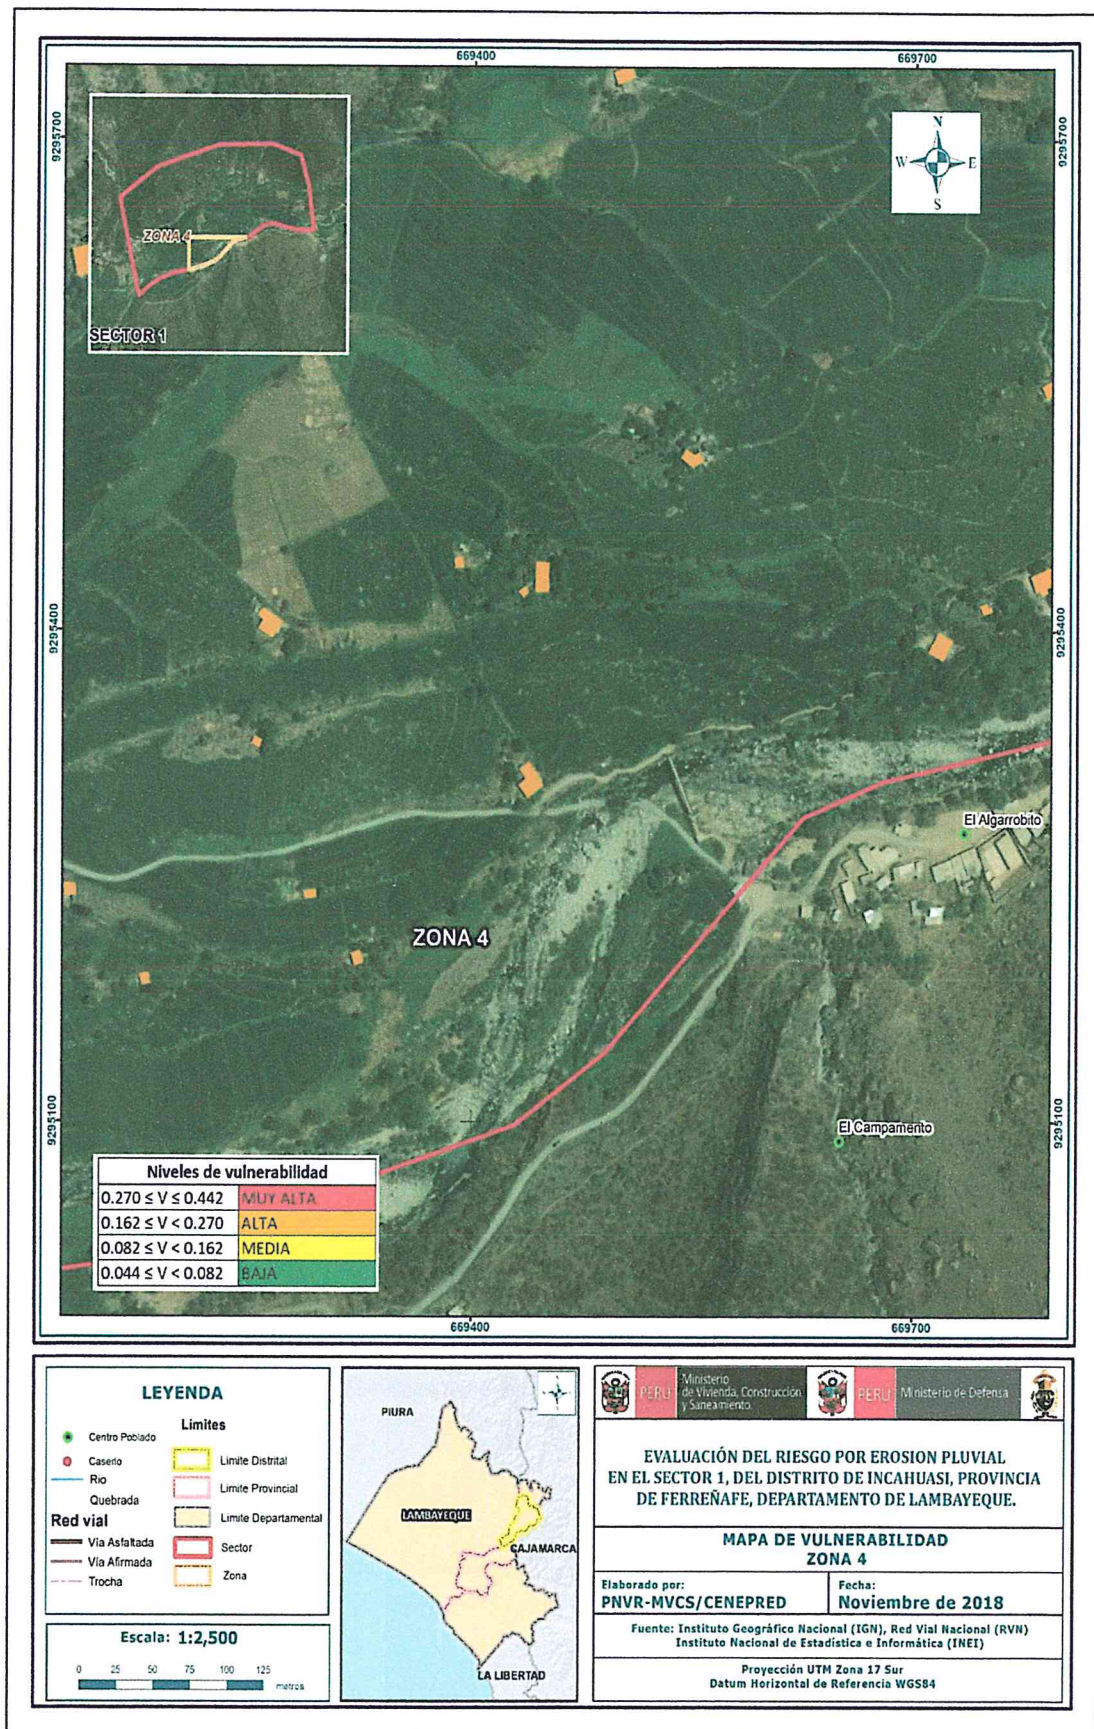 669400
669700
9295700
9295700
N
W
E
S
ZONA 4
SECTOR 1
9295400
9295400
El Algarrobito
ZONA 4
9295100
9295100
El Campamento
Niveles de vulnerabilidad
0.270 ≤ V ≤ 0.442 MUY ALTA
0.162 ≤ V < 0.270 ALTA
0.082 ≤ V < 0.162 MEDIA
0.044 ≤ V < 0.082 BAJA
669400
669700
LEYENDA
Centro Poblado
Caserio
Rio
Quebrada
Red vial
Vía Asfaltada
Vía Afirmada
Trocha
Limites
Limite Distrital
Limite Provincial
Limite Departamental
Sector
Zona
Escala: 1:2,500
0 25 50 75 100 125
metros
PIURA
LAMBAYEQUE
CAJAMARCA
LA LIBERTAD
PERÚ
Ministerio
de Vivienda, Construcción
y Saneamiento
PERÚ
Ministerio de Defensa
EVALUACIÓN DEL RIESGO POR EROSION PLUVIAL
EN EL SECTOR 1, DEL DISTRITO DE INCAHUASI, PROVINCIA
DE FERREÑAFE, DEPARTAMENTO DE LAMBAYEQUE.
MAPA DE VULNERABILIDAD
ZONA 4
Elaborado por:
PNVR-MVCS/CENEPRED
Fecha:
Noviembre de 2018
Fuente: Instituto Geográfico Nacional (IGN), Red Vial Nacional (RVN)
Instituto Nacional de Estadística e Informática (INEI)
Proyección UTM Zona 17 Sur
Datum Horizontal de Referencia WGS84